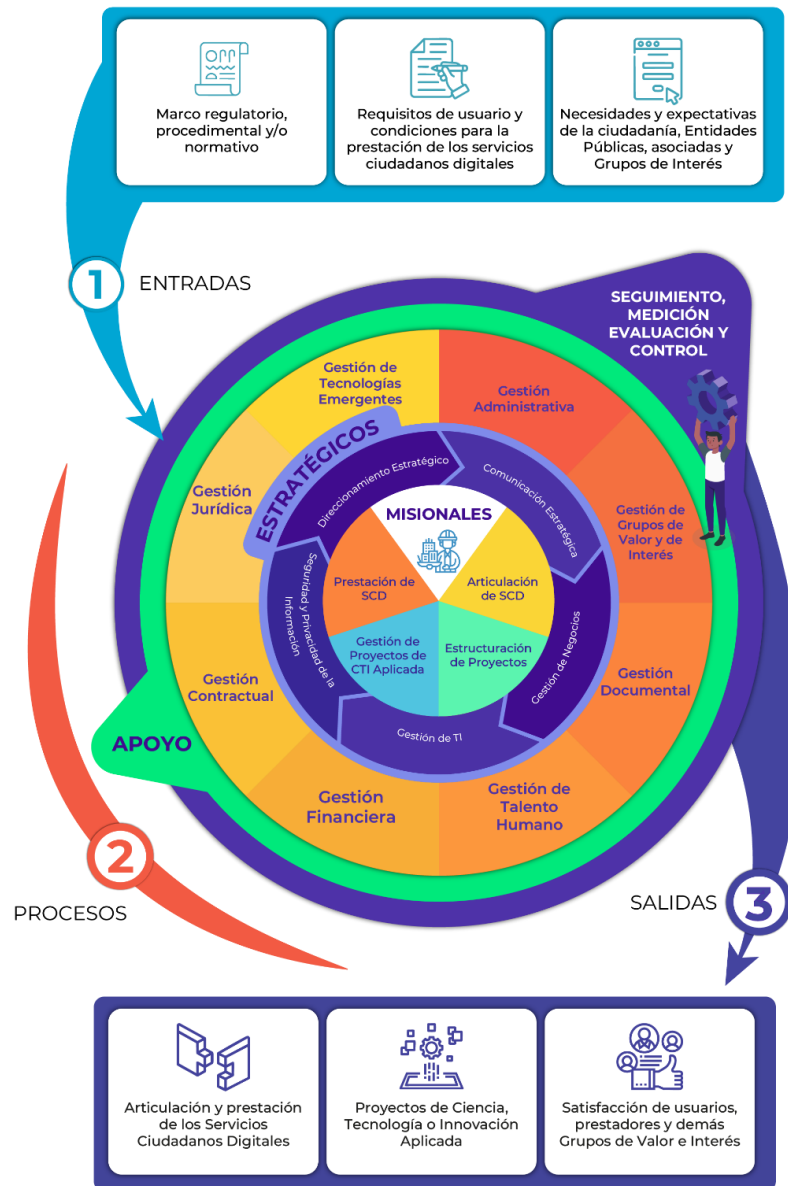 Marco regulatorio,
procedimental y/o
normativo
Requisitos de usuario y
condiciones para la
prestación de los servicios
ciudadanos digitales
Necesidades y expectativas
de la ciudadanía, Entidades
Públicas, asociadas y
Grupos de Interés
1
ENTRADAS
SEGUIMIENTO,
MEDICIÓN
EVALUACIÓN Y
CONTROL
Gestión de
Tecnologías
Emergentes
Gestión
Administrativa
Gestión
Jurídica
Gestión de
Grupos de
Valor y de
Interés
Gestión
Contractual
Gestión
Documental
Gestión
Financiera
Gestión de
Talento
Humano
ESTRATÉGICOS
Direccionamiento Estratégico
Comunicación Estratégica
Seguridad y Privacidad de la
Información
Gestión de Negocios
Gestión de TI
MISIONALES
Prestación de
SCD
Articulación
de SCD
Gestión de
Proyectos de
CTI Aplicada
Estructuración
de Proyectos
APOYO
2
PROCESOS
SALIDAS
3
Articulación y prestación
de los Servicios
Ciudadanos Digitales
Proyectos de Ciencia,
Tecnología o Innovación
Aplicada
Satisfacción de usuarios,
prestadores y demás
Grupos de Valor e Interés